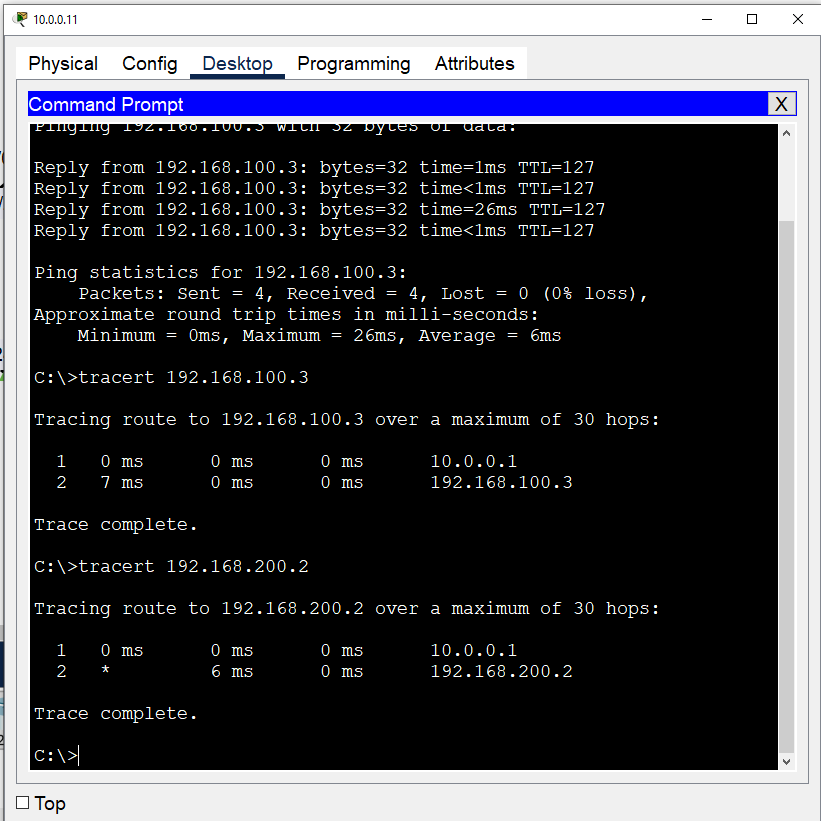 10.0.0.11
Physical Config Desktop Programming Attributes
Command Prompt X
Pinging 192.168.100.3 with 32 bytes of data:
Reply from 192.168.100.3: bytes=32 time=1ms TTL=127
Reply from 192.168.100.3: bytes=32 time<1ms TTL=127
Reply from 192.168.100.3: bytes=32 time=26ms TTL=127
Reply from 192.168.100.3: bytes=32 time<1ms TTL=127
Ping statistics for 192.168.100.3:
Packets: Sent = 4, Received = 4, Lost = 0 (0% loss),
Approximate round trip times in milli-seconds:
Minimum = 0ms, Maximum = 26ms, Average = 6ms
C:\>tracert 192.168.100.3
Tracing route to 192.168.100.3 over a maximum of 30 hops:
1 0 ms 0 ms 0 ms 10.0.0.1
2 7 ms 0 ms 0 ms 192.168.100.3
Trace complete.
C:\>tracert 192.168.200.2
Tracing route to 192.168.200.2 over a maximum of 30 hops:
1 0 ms 0 ms 0 ms 10.0.0.1
2 * 6 ms 0 ms 192.168.200.2
Trace complete.
C:\>
Top